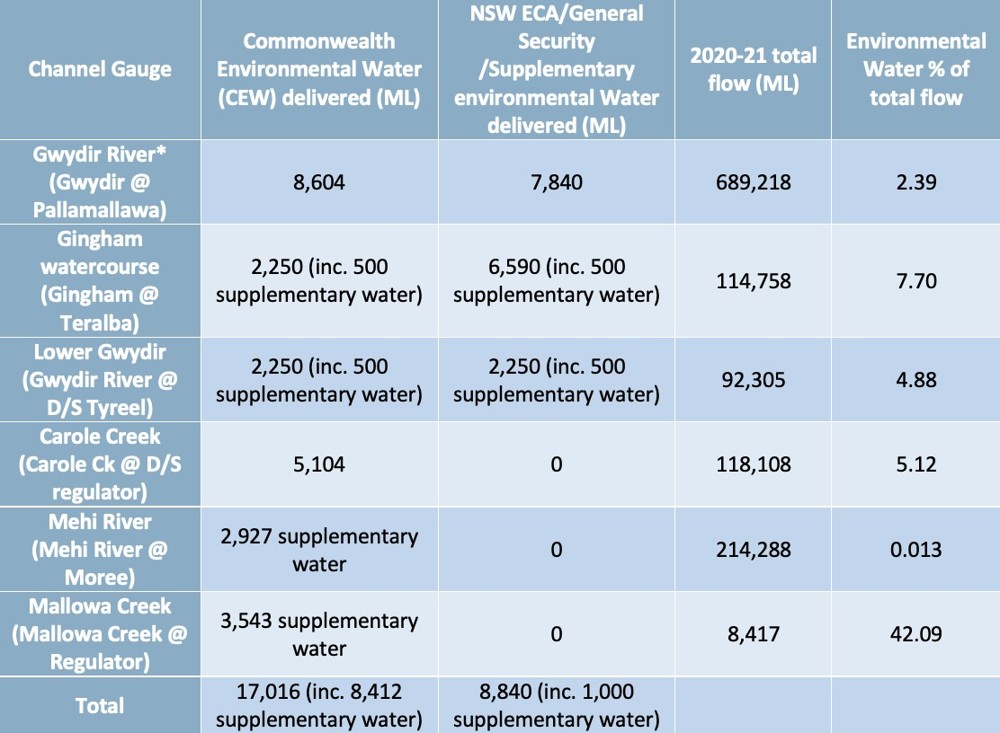 Channel Gauge
Commonwealth
Environmental Water
(CEW) delivered (ML)
NSW ECA/General
Security
/Supplementary
environmental Water
delivered (ML)
2020-21 total
flow (ML)
Environmental
Water % of
total flow
Gwydir River*
(Gwydir @
Pallamallawa)
8,604
7,840
689,218
2.39
Gingham
watercourse
(Gingham @
Teralba)
2,250 (inc. 500
supplementary water)
6,590 (inc. 500
supplementary water)
114,758
7.70
Lower Gwydir
(Gwydir River @
D/S Tyreel)
2,250 (inc. 500
supplementary water)
2,250 (inc. 500
supplementary water)
92,305
4.88
Carole Creek
(Carole Ck @ D/S
regulator)
5,104
0
118,108
5.12
Mehi River
(Mehi River @
Moree)
2,927 supplementary
water
0
214,288
0.013
Mallowa Creek
(Mallowa Creek @
Regulator)
3,543 supplementary
water
0
8,417
42.09
Total
17,016 (inc. 8,412
supplementary water)
8,840 (inc. 1,000
supplementary water)